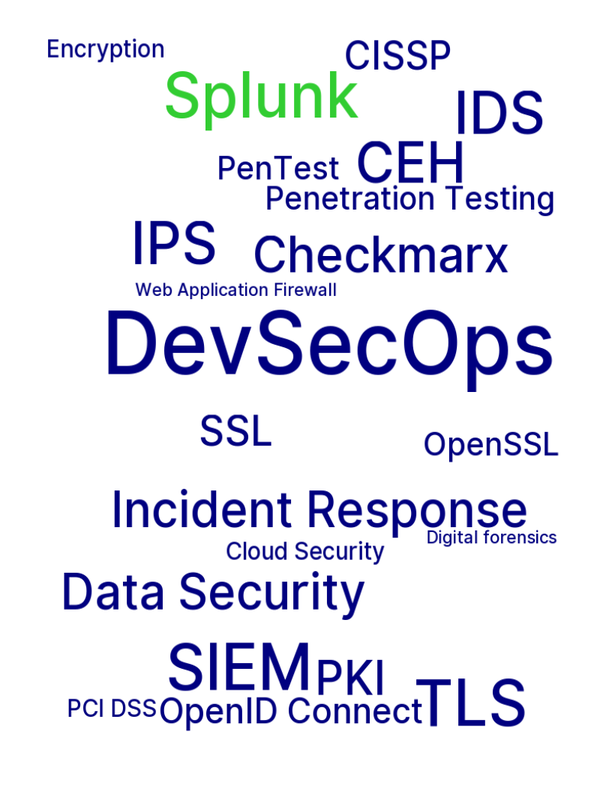 Encryption
CISSP
Splunk
IDS
PenTest
CEH
Penetration Testing
IPS
Checkmarx
Web Application Firewall
DevSecOps
SSL
OpenSSL
Incident Response
Digital forensics
Cloud Security
Data Security
SIEM
PKI
TLS
PCI DSS
OpenID Connect